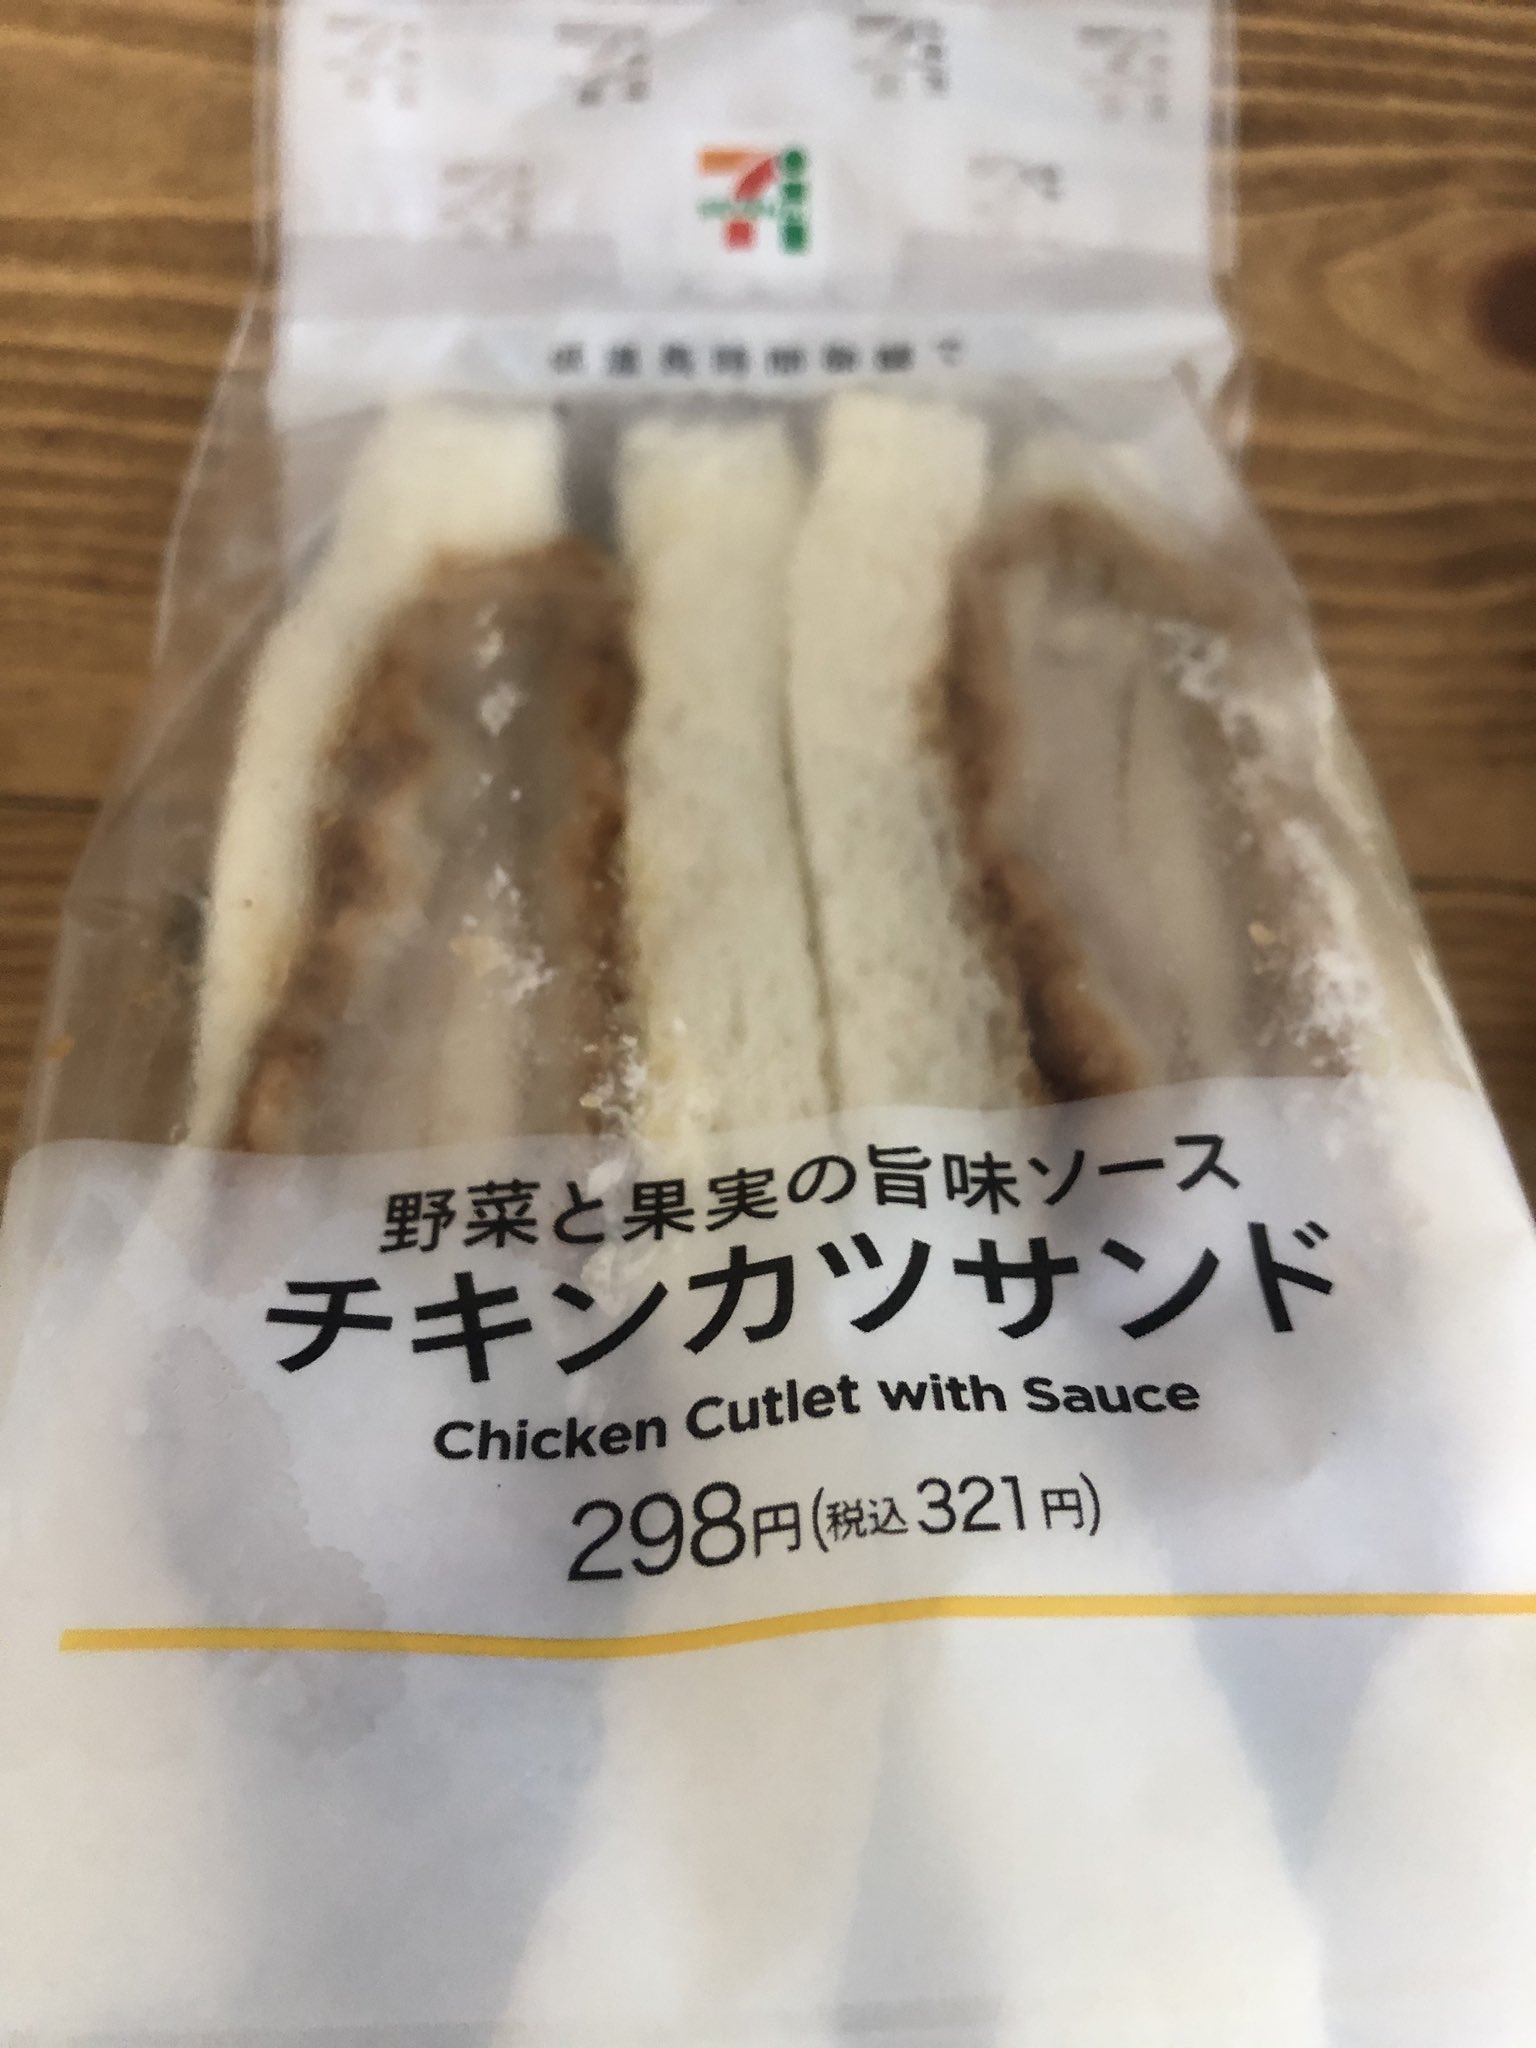 野菜と果実の旨味ソース
チキンカツサンド
Chicken Cutlet with Sauce
298円(税込321円)